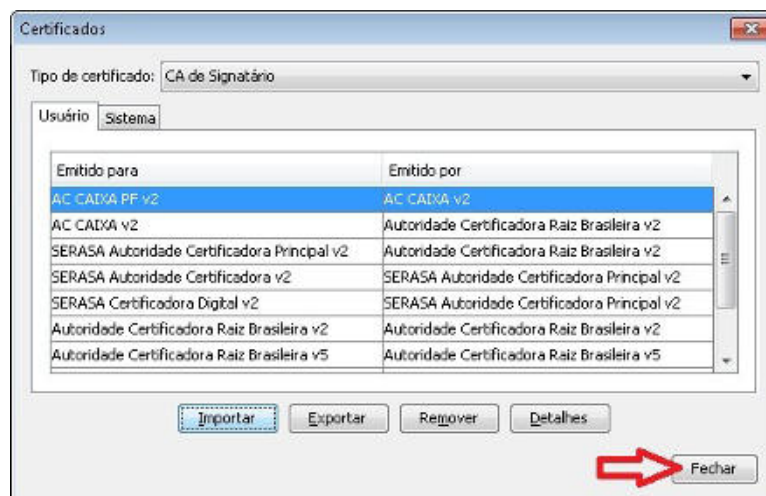 Certificados
Tipo de certificado: CA de Signatário
Usuário Sistema
Emitido para Emitido por
AC CAIXA PF v2 AC CAIXA v2
AC CAIXA v2 Autoridade Certificadora Raiz Brasileira v2
SERASA Autoridade Certificadora Principal v2 Autoridade Certificadora Raiz Brasileira v2
SERASA Autoridade Certificadora v2 SERASA Autoridade Certificadora Principal v2
SERASA Certificadora Digital v2 SERASA Autoridade Certificadora Principal v2
Autoridade Certificadora Raiz Brasileira v2 Autoridade Certificadora Raiz Brasileira v2
Autoridade Certificadora Raiz Brasileira v5 Autoridade Certificadora Raiz Brasileira v5
Importar Exportar Remover Detalhes
Fechar